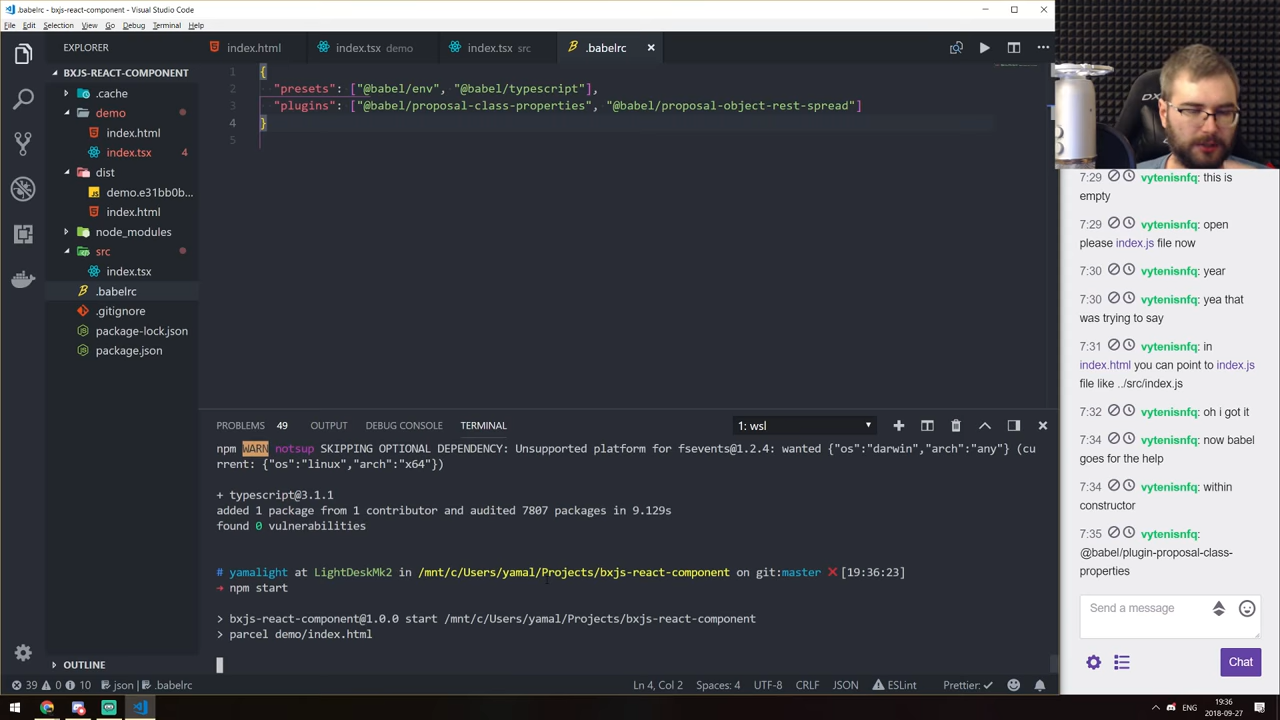 .babelrc - bxjs-react-component - Visual Studio Code
File Edit Selection View Go Debug Terminal Help
EXPLORER
index.html
index.tsx demo
index.tsx src
.babelrc
BXJS-REACT-COMPONENT
.cache
demo
index.html
index.tsx 4
dist
demo.e31bb0b...
index.html
node_modules
src
index.tsx
.babelrc
.gitignore
package-lock.json
package.json
OUTLINE
1 {
2 "presets": ["@babel/env", "@babel/typescript"],
3 "plugins": ["@babel/proposal-class-properties", "@babel/proposal-object-rest-spread"]
4 }
5
PROBLEMS 49 OUTPUT DEBUG CONSOLE TERMINAL 1: wsl
npm WARN notsup SKIPPING OPTIONAL DEPENDENCY: Unsupported platform for fsevents@1.2.4: wanted {"os":"darwin","arch":"any"} (cu
rrent: {"os":"linux","arch":"x64"})
+ typescript@3.1.1
added 1 package from 1 contributor and audited 7807 packages in 9.129s
found 0 vulnerabilities
# yamalight at LightDeskMk2 in /mnt/c/Users/yamal/Projects/bxjs-react-component on git:master ❌ [19:36:23]
→ npm start
> bxjs-react-component@1.0.0 start /mnt/c/Users/yamal/Projects/bxjs-react-component
> parcel demo/index.html
39 0 10 json .babelrc
Ln 4, Col 2 Spaces: 4 UTF-8 CRLF JSON ESLint Prettier: ✓
7:29 vytenisnfq: this is
empty
7:29 vytenisnfq: open
please index.js file now
7:30 vytenisnfq: year
7:30 vytenisnfq: yea that
was trying to say
7:31 vytenisnfq: in
index.html you can point to index.js
file like ../src/index.js
7:32 vytenisnfq: oh i got it
7:34 vytenisnfq: now babel
goes for the help
7:34 vytenisnfq: within
constructor
7:35 vytenisnfq:
@babel/plugin-proposal-class-
properties
Send a message
Chat
ENG
19:36
2018-09-27